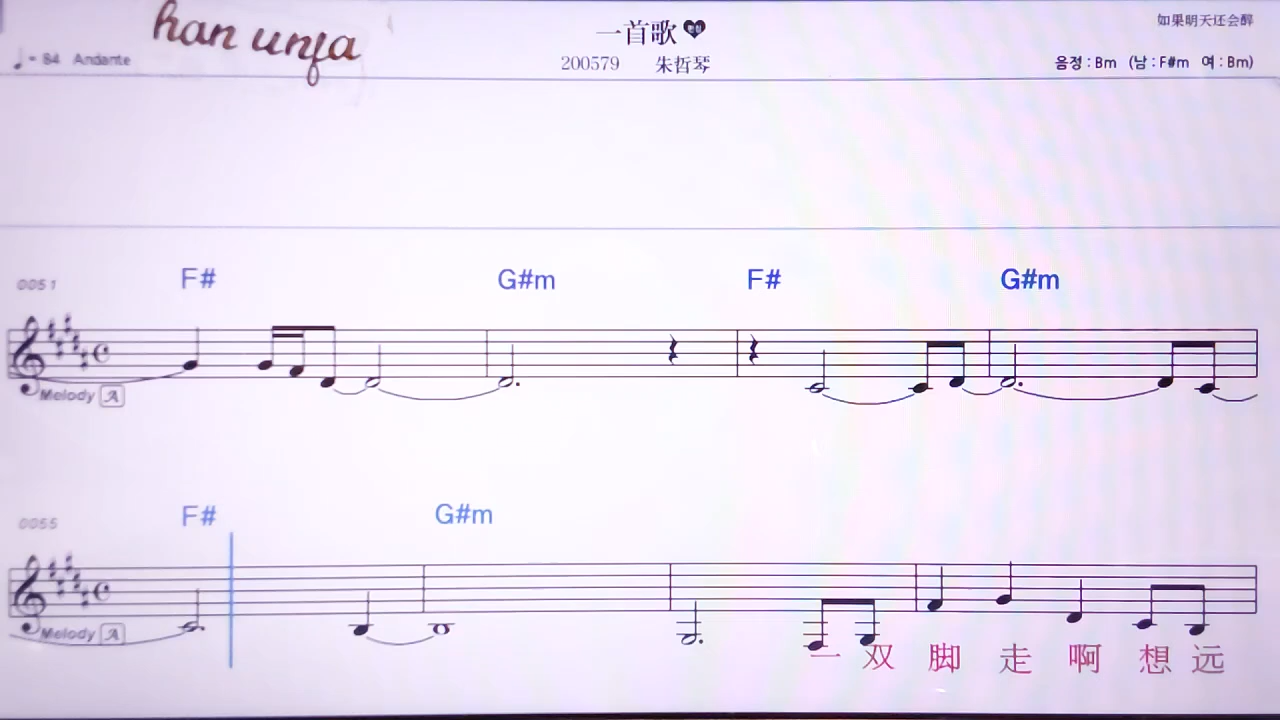 han unfa
一首歌
如果明天还会醉
♩= 84 Andante
200579 朱哲琴
음정 : Bm (남 : F#m 여 : Bm)
0051 F# G#m F# G#m
Melody A
0055 F# G#m
Melody A
一 双 脚 走 啊 想 远